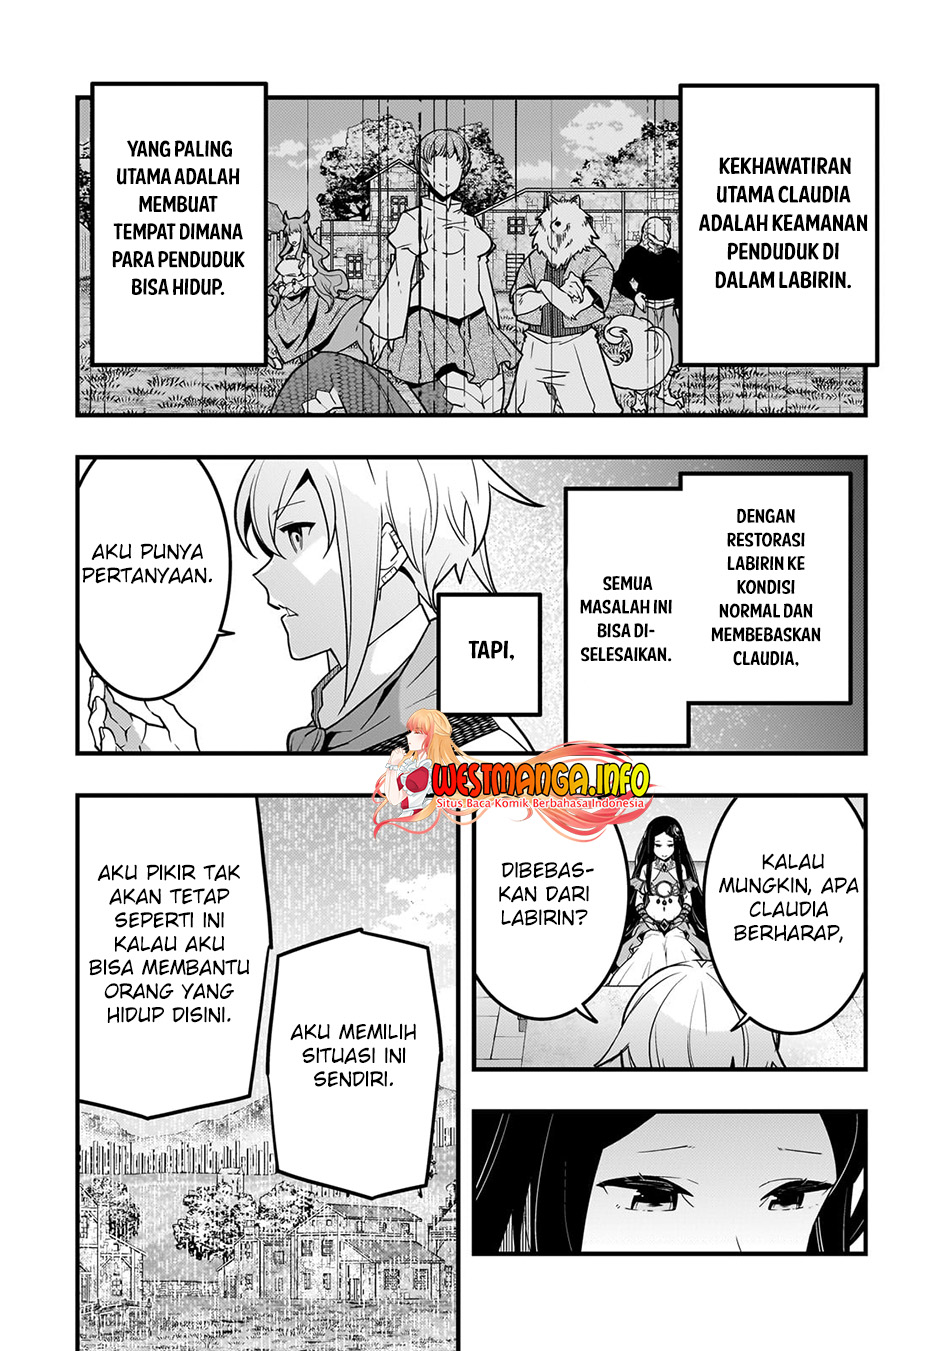 KEKHAWATIRAN
UTAMA CLAUDIA
ADALAH KEAMANAN
PENDUDUK DI
DALAM LABIRIN.
YANG PALING
UTAMA ADALAH
MEMBUAT
TEMPAT DIMANA
PARA PENDUDUK
BISA HIDUP.
DENGAN
RESTORASI
LABIRIN KE
KONDISI
NORMAL DAN
MEMBEBASKAN
CLAUDIA,
SEMUA
MASALAH INI
BISA DI-
SELESAIKAN.
TAPI,
AKU PUNYA
PERTANYAAN.
WESTMANGA.INFO
Situs Baca Komik Berbahasa Indonesia
KALAU
MUNGKIN, APA
CLAUDIA
BERHARAP,
DIBEBAS-
KAN DARI
LABIRIN?
AKU MEMILIH
SITUASI INI
SENDIRI.
AKU PIKIR TAK
AKAN TETAP
SEPERTI INI
KALAU AKU
BISA MEMBANTU
ORANG YANG
HIDUP DISINI.